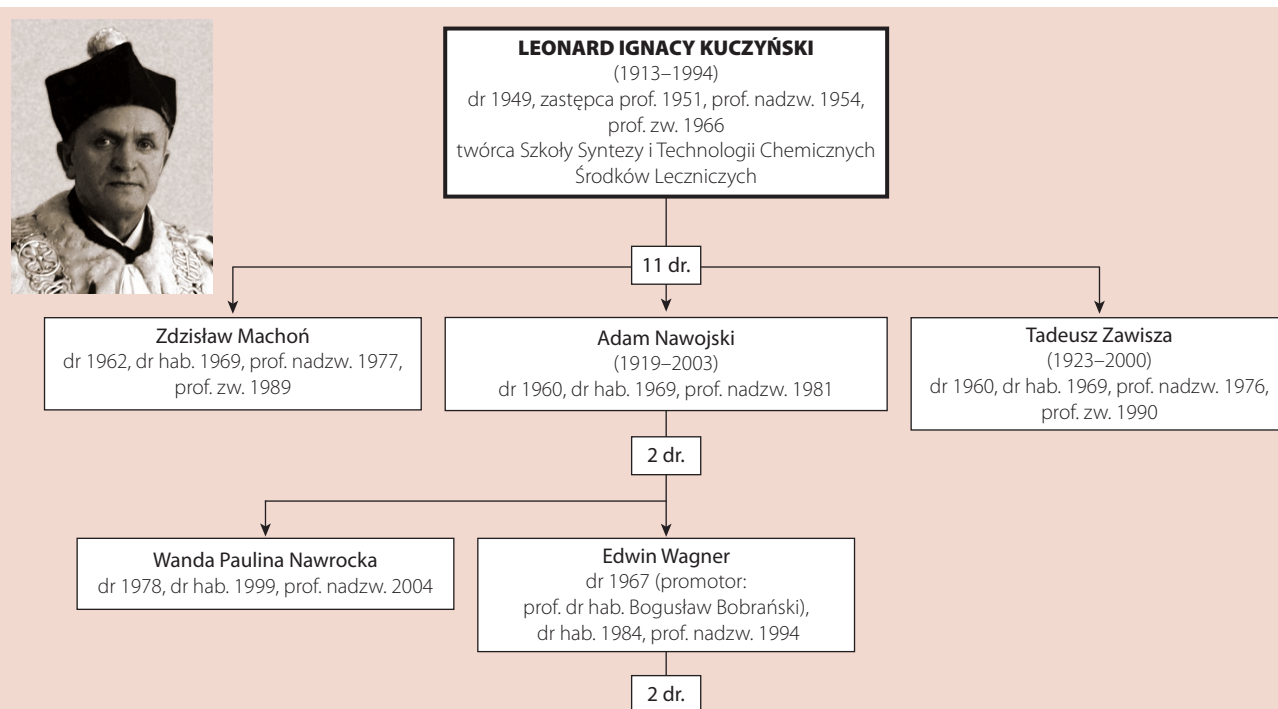 LEONARD IGNACY KUCZYŃSKI
(1913–1994)
dr 1949, zastępca prof. 1951, prof. nadzw. 1954,
prof. zw. 1966
twórca Szkoły Syntezy i Technologii Chemicznych
Środków Leczniczych
11 dr.
Zdzisław Machoń
dr 1962, dr hab. 1969, prof. nadzw. 1977,
prof. zw. 1989
Adam Nawojski
(1919–2003)
dr 1960, dr hab. 1969, prof. nadzw. 1981
Tadeusz Zawisza
(1923–2000)
dr 1960, dr hab. 1969, prof. nadzw. 1976,
prof. zw. 1990
2 dr.
Wanda Paulina Nawrocka
dr 1978, dr hab. 1999, prof. nadzw. 2004
Edwin Wagner
dr 1967 (promotor:
prof. dr hab. Bogusław Bobrański),
dr hab. 1984, prof. nadzw. 1994
2 dr.